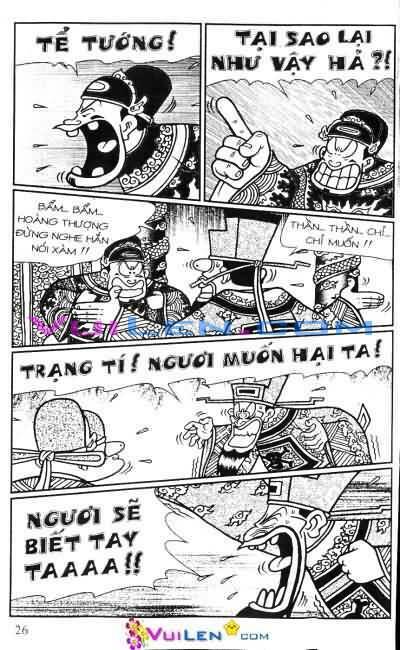 TỂ TƯỚNG!
TẠI SAO LẠI
NHƯ VẬY HẢ?!
BẨM... BẨM...
HOÀNG THƯỢNG
ĐỪNG NGHE HẮN
NÓI XÀM!!
THẦN... THẦN... CHỈ...
CHỈ MUỐN!!
VUILEN.COM
TRẠNG TÍ! NGƯƠI MUỐN HẠI TA!
NGƯƠI SẼ
BIẾT TAY
TAAAA!!
26
VUILEN.COM